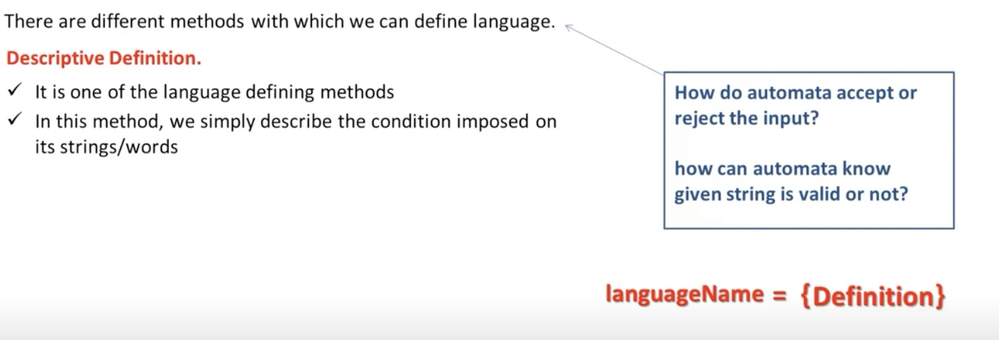 There are different methods with which we can define language.
Descriptive Definition.
✓ It is one of the language defining methods
✓ In this method, we simply describe the condition imposed on
its strings/words
How do automata accept or
reject the input?
how can automata know
given string is valid or not?
languageName = {Definition}